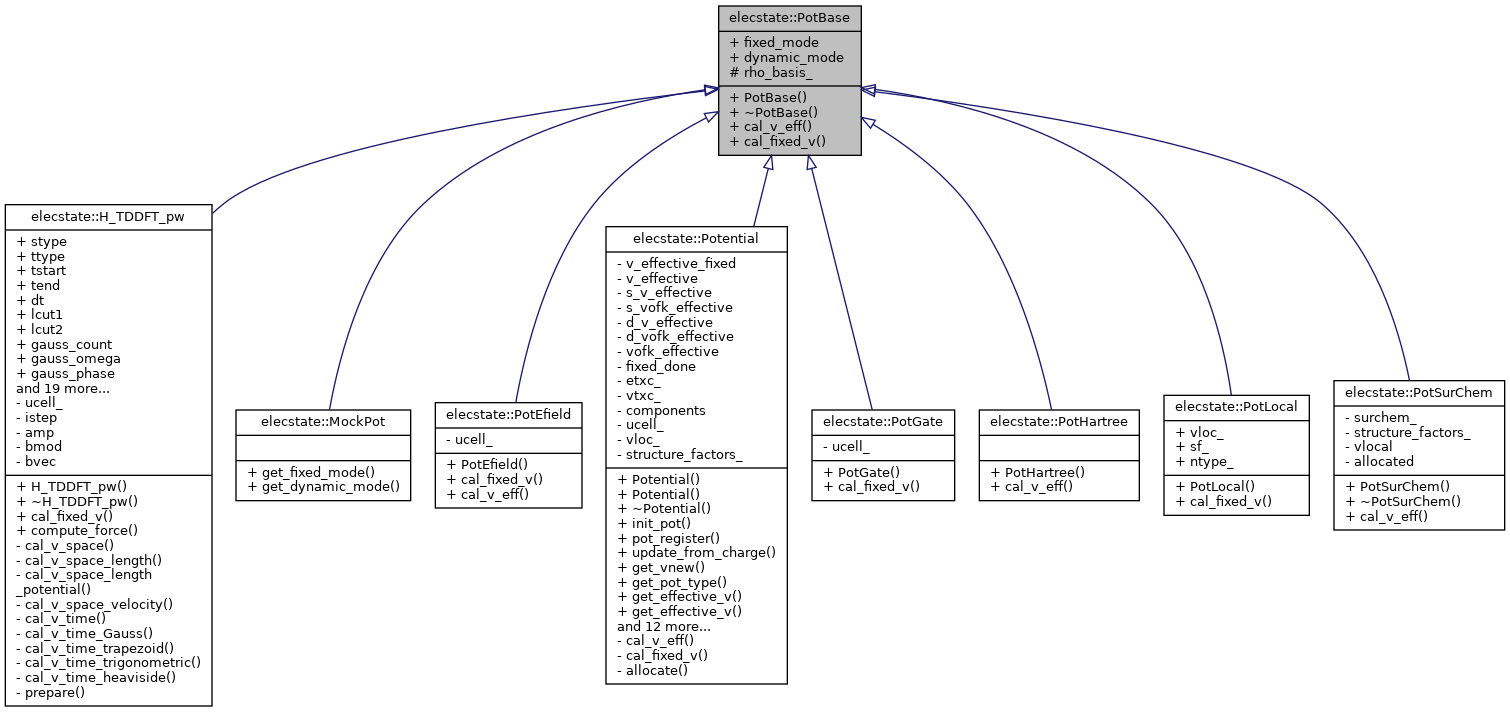 elecstate::PotBase
+ fixed_mode
+ dynamic_mode
# rho_basis_
+ PotBase()
+ ~PotBase()
+ cal_v_eff()
+ cal_fixed_v()
elecstate::H_TDDFT_pw
+ stype
+ ttype
+ tstart
+ tend
+ dt
+ lcut1
+ lcut2
+ gauss_count
+ gauss_omega
+ gauss_phase
and 19 more...
- ucell_
- istep
- amp
- bmod
- bvec
+ H_TDDFT_pw()
+ ~H_TDDFT_pw()
+ cal_fixed_v()
+ compute_force()
- cal_v_space()
- cal_v_space_length()
- cal_v_space_length
_potential()
- cal_v_space_velocity()
- cal_v_time()
- cal_v_time_Gauss()
- cal_v_time_trapezoid()
- cal_v_time_trigonometric()
- cal_v_time_heaviside()
- prepare()
elecstate::MockPot
+ get_fixed_mode()
+ get_dynamic_mode()
elecstate::PotEfield
- ucell_
+ PotEfield()
+ cal_fixed_v()
+ cal_v_eff()
elecstate::Potential
- v_effective_fixed
- v_effective
- s_v_effective
- s_vofk_effective
- d_v_effective
- d_vofk_effective
- vofk_effective
- fixed_done
- etxc_
- vtxc_
- components
- ucell_
- vloc_
- structure_factors_
+ Potential()
+ Potential()
+ ~Potential()
+ init_pot()
+ pot_register()
+ update_from_charge()
+ get_vnew()
+ get_pot_type()
+ get_effective_v()
+ get_effective_v()
and 12 more...
- cal_v_eff()
- cal_fixed_v()
- allocate()
elecstate::PotGate
- ucell_
+ PotGate()
+ cal_fixed_v()
elecstate::PotHartree
+ PotHartree()
+ cal_v_eff()
elecstate::PotLocal
+ vloc_
+ sf_
+ ntype_
+ PotLocal()
+ cal_fixed_v()
elecstate::PotSurChem
- surchem_
- structure_factors_
- vlocal
- allocated
+ PotSurChem()
+ ~PotSurChem()
+ cal_v_eff()